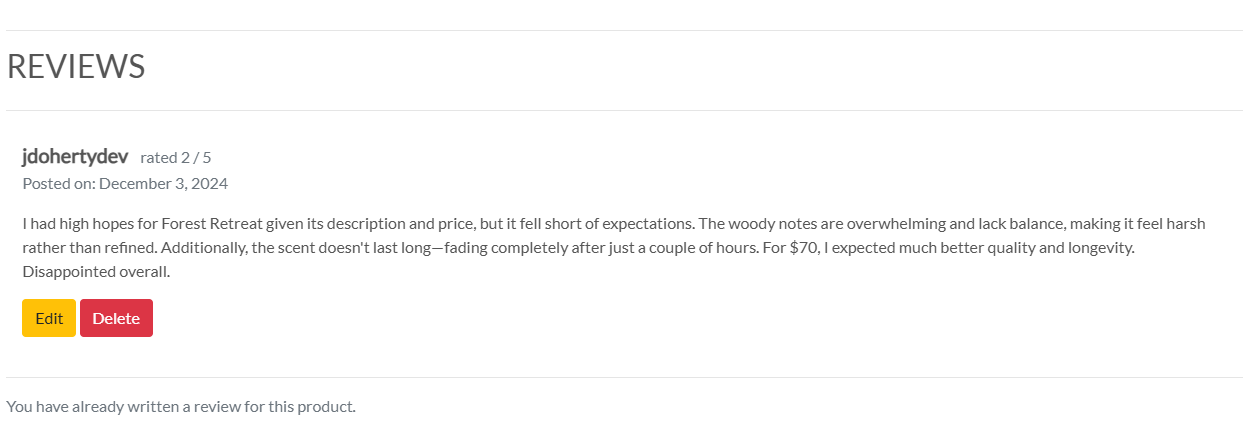 REVIEWS
jdohertydev rated 2 / 5
Posted on: December 3, 2024
I had high hopes for Forest Retreat given its description and price, but it fell short of expectations. The woody notes are overwhelming and lack balance, making it feel harsh
rather than refined. Additionally, the scent doesn't last long—fading completely after just a couple of hours. For $70, I expected much better quality and longevity.
Disappointed overall.
Edit Delete
You have already written a review for this product.